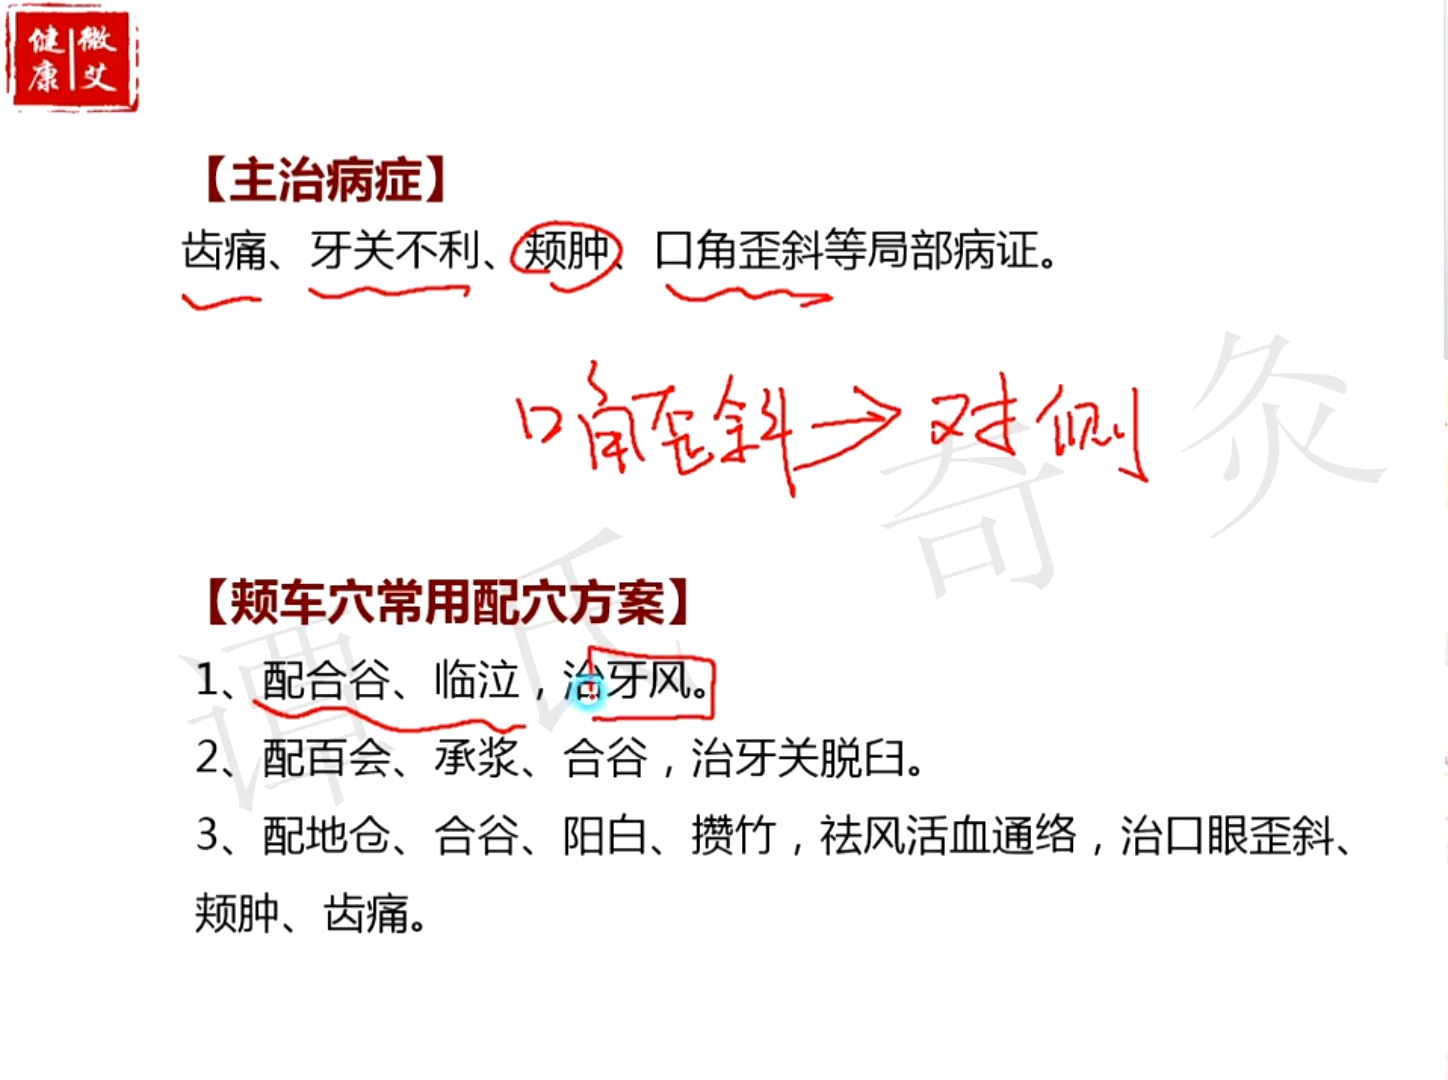 微艾
健康
【主治病症】
齿痛、牙关不利、颊肿、口角歪斜等局部病证。
口角歪斜→对侧
谭氏奇灸
【颊车穴常用配穴方案】
1、配合谷、临泣，治牙风。
2、配百会、承浆、合谷，治牙关脱臼。
3、配地仓、合谷、阳白、攒竹，祛风活血通络，治口眼歪斜、
颊肿、齿痛。